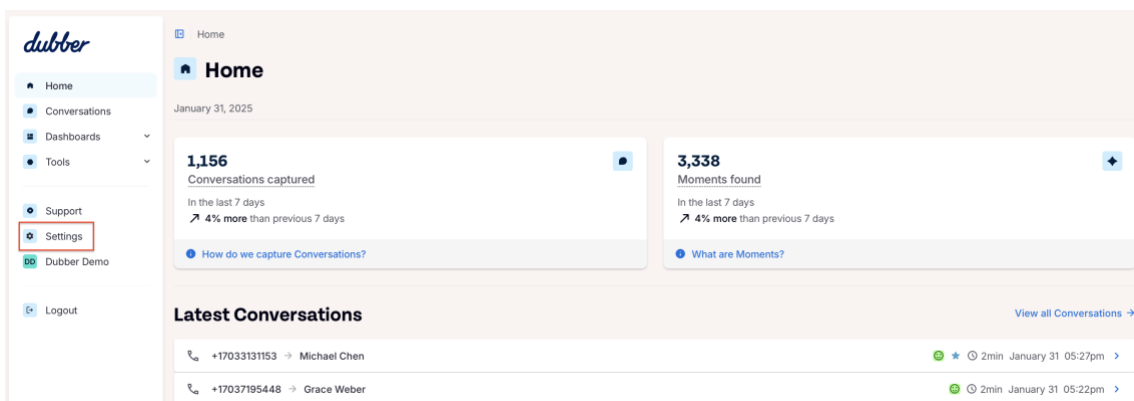 dubber
Home
Conversations
Dashboards
Tools
Support
Settings
DD Dubber Demo
Logout
Home
Home
January 31, 2025
1,156
Conversations captured
In the last 7 days
4% more than previous 7 days
How do we capture Conversations?
3,338
Moments found
In the last 7 days
4% more than previous 7 days
What are Moments?
Latest Conversations
View all Conversations →
+17033131153 → Michael Chen
2min January 31 05:27pm
+17037195448 → Grace Weber
2min January 31 05:22pm